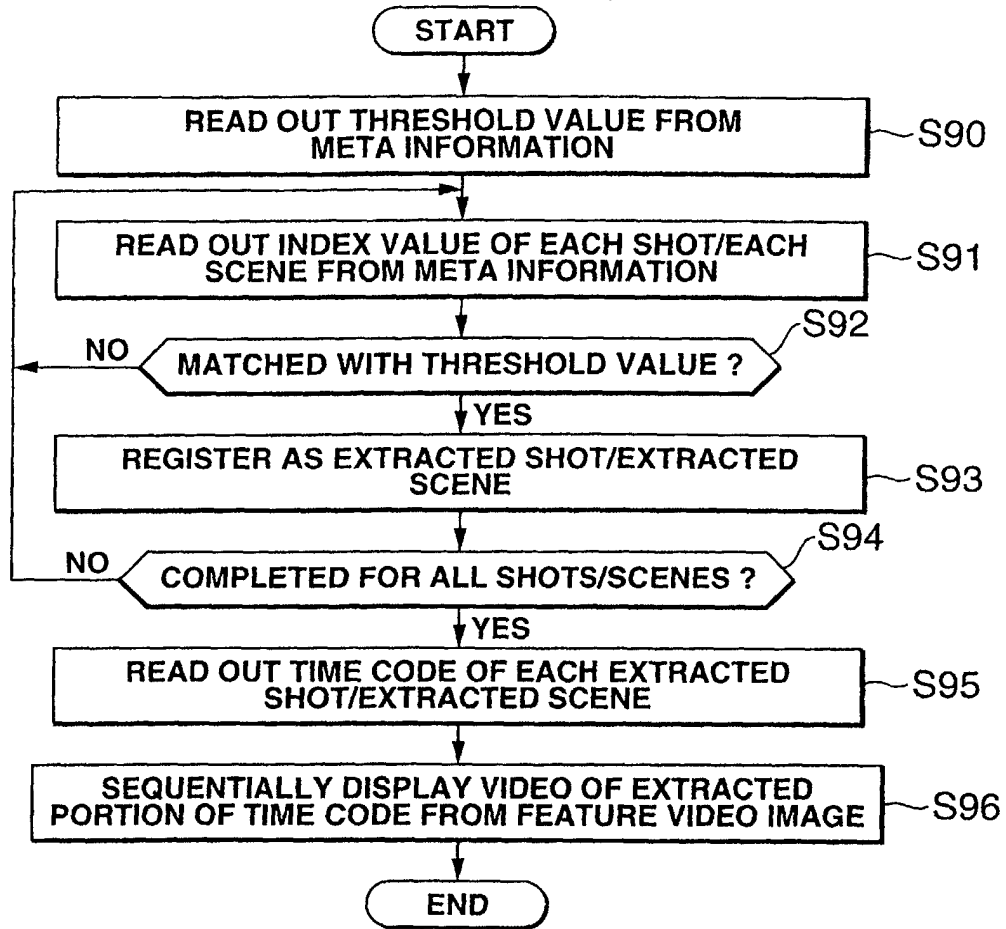 START
READ OUT THRESHOLD VALUE FROM
META INFORMATION
S90
READ OUT INDEX VALUE OF EACH SHOT/EACH
SCENE FROM META INFORMATION
S91
S92
NO
MATCHED WITH THRESHOLD VALUE ?
YES
REGISTER AS EXTRACTED SHOT/EXTRACTED
SCENE
S93
S94
NO
COMPLETED FOR ALL SHOTS/SCENES ?
YES
READ OUT TIME CODE OF EACH EXTRACTED
SHOT/EXTRACTED SCENE
S95
SEQUENTIALLY DISPLAY VIDEO OF EXTRACTED
PORTION OF TIME CODE FROM FEATURE VIDEO IMAGE
S96
END